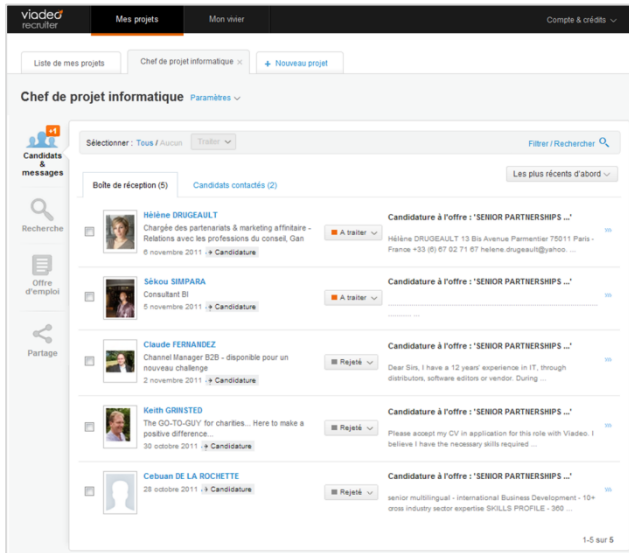 viadeo
recruiter
Mes projets
Mon vivier
Compte & crédits
Liste de mes projets
Chef de projet informatique ×
+ Nouveau projet
Chef de projet informatique Paramètres
+1
Candidats
&
messages
Recherche
Offre
d'emploi
Partage
Sélectionner : Tous / Aucun Traiter
Filtrer / Rechercher
Boîte de réception (5)
Candidats contactés (2)
Les plus récents d'abord
Hélène DRUGEAULT
Chargée des partenariats & marketing affinitaire -
Relations avec les professions du conseil, Gan
6 novembre 2011 Candidature
A traiter
Candidature à l'offre : 'SENIOR PARTNERSHIPS ...'
Hélène DRUGEAULT 13 Bis Avenue Parmentier 75011 Paris -
France +33 (6) 67 02 71 67 helene.drugeault@yahoo. ...
Sékou SIMPARA
Consultant BI
5 novembre 2011 Candidature
A traiter
Candidature à l'offre : 'SENIOR PARTNERSHIPS ...'
Claude FERNANDEZ
Channel Manager B2B - disponible pour un
nouveau challenge
2 novembre 2011 Candidature
Rejeté
Candidature à l'offre : 'SENIOR PARTNERSHIPS ...'
Dear Sirs, I have a 12 years' experience in IT, through
distributors, software editors or vendor. During ...
Keith GRINSTED
The GO-TO-GUY for charities... Here to make a
positive difference...
30 octobre 2011 Candidature
Rejeté
Candidature à l'offre : 'SENIOR PARTNERSHIPS ...'
Please accept my CV in application for this role with Viadeo. I
believe I have the necessary skills required ...
Cebuan DE LA ROCHETTE
28 octobre 2011 Candidature
Rejeté
Candidature à l'offre : 'SENIOR PARTNERSHIPS ...'
senior multilingual - international Business Development - 10+
cross industry sector expertise SKILLS PROFILE - 360 ...
1-5 sur 5